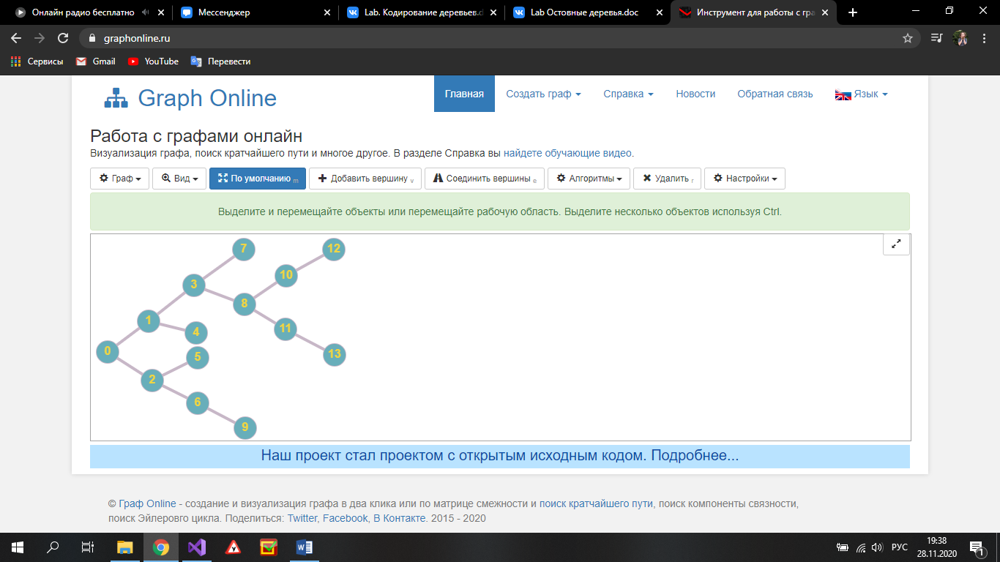 Онлайн радио бесплатно
Мессенджер
Lab. Кодирование деревьев.d
Lab Остовные деревья.doc
Инструмент для работы с гра
graphonline.ru
Сервисы
Gmail
YouTube
Перевести
Graph Online
Главная
Создать граф
Справка
Новости
Обратная связь
Язык
Работа с графами онлайн
Визуализация графа, поиск кратчайшего пути и многое другое. В разделе Справка вы найдете обучающие видео.
Граф
Вид
По умолчанию m
Добавить вершину v
Соединить вершины e
Алгоритмы
Удалить r
Настройки
Выделите и перемещайте объекты или перемещайте рабочую область. Выделите несколько объектов используя Ctrl.
7
12
10
3
8
1
11
4
0
5
13
2
6
9
Наш проект стал проектом с открытым исходным кодом. Подробнее...
© Граф Online - создание и визуализация графа в два клика или по матрице смежности и поиск кратчайшего пути, поиск компоненты связности,
поиск Эйлерового цикла. Поделиться: Twitter, Facebook, В Контакте. 2015 - 2020
РУС
19:38
28.11.2020
1